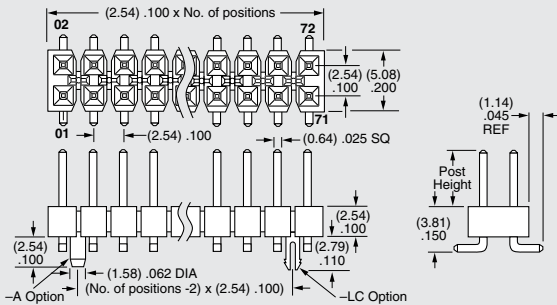 (2.54) .100 x No. of positions
02
72
(2.54)
.100
(5.08)
.200
01
(2.54) .100
71
(0.64) .025 SQ
(1.14)
.045
REF
Post
Height
(2.54)
.100
(3.81)
.150
(2.54)
.100
(2.79)
.110
(1.58) .062 DIA
–A Option
(No. of positions -2) x (2.54) .100)
–LC Option